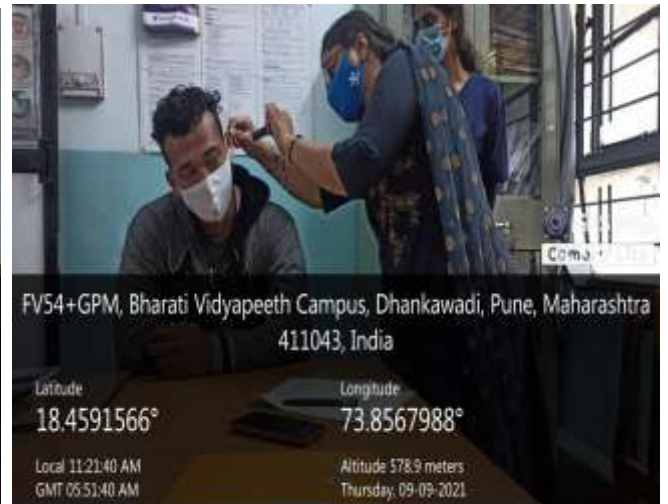 FV54+GPM, Bharati Vidyapeeth Campus, Dhankawadi, Pune, Maharashtra
411043, India
Latitude
18.4591566°
Longitude
73.8567988°
Local 11:21:40 AM
GMT 05:51:40 AM
Altitude 578.9 meters
Thursday, 09-09-2021